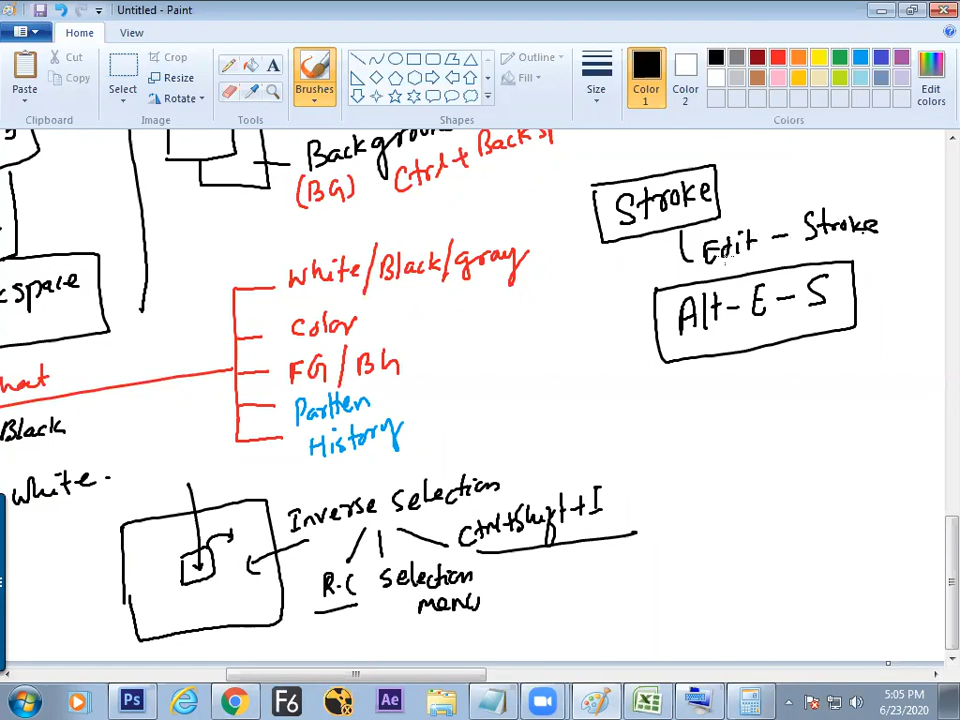 Untitled - Paint
Home
View
Paste
Cut
Copy
Clipboard
Select
Crop
Resize
Rotate
Image
Tools
Brushes
Shapes
Outline
Fill
Size
Color 1
Color 2
Edit colors
Colors
Background
(BG) Ctrl + Back sp
Stroke
Edit - Stroke
Alt - E - S
k space
White/Black/gray
Color
FG / BG
Partten
History
Black
White.
Inverse selection
Ctrl+Shift+I
R.C
selection menu
5:05 PM
6/23/2020